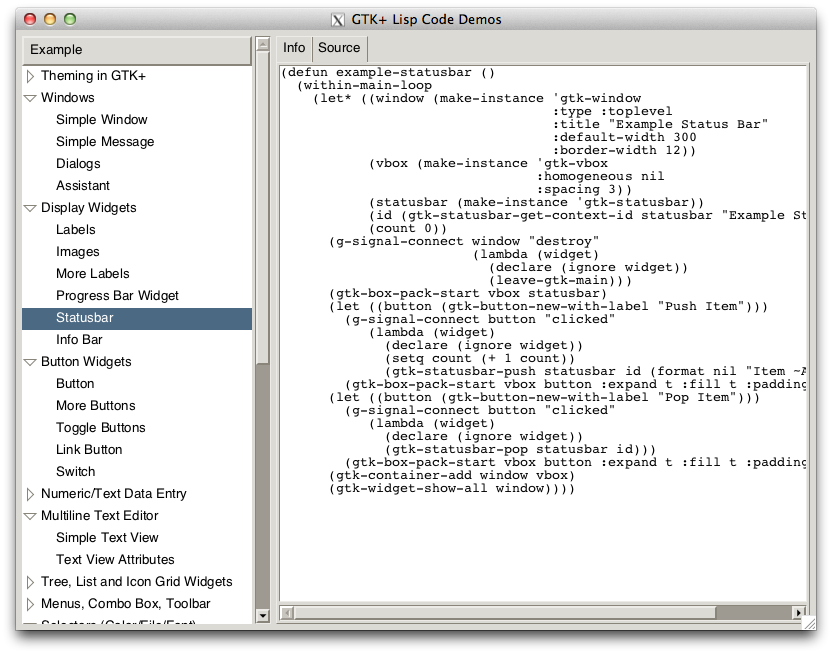 GTK+ Lisp Code Demos
Example
Theming in GTK+
Windows
Simple Window
Simple Message
Dialogs
Assistant
Display Widgets
Labels
Images
More Labels
Progress Bar Widget
Statusbar
Info Bar
Button Widgets
Button
More Buttons
Toggle Buttons
Link Button
Switch
Numeric/Text Data Entry
Multiline Text Editor
Simple Text View
Text View Attributes
Tree, List and Icon Grid Widgets
Menus, Combo Box, Toolbar
Selectors (Color/File/Font)
Info Source
(defun example-statusbar ()
  (within-main-loop
    (let* ((window (make-instance 'gtk-window
                                  :type :toplevel
                                  :title "Example Status Bar"
                                  :default-width 300
                                  :border-width 12))
           (vbox (make-instance 'gtk-vbox
                                :homogeneous nil
                                :spacing 3))
           (statusbar (make-instance 'gtk-statusbar))
           (id (gtk-statusbar-get-context-id statusbar "Example St
           (count 0))
      (g-signal-connect window "destroy"
                        (lambda (widget)
                          (declare (ignore widget))
                          (leave-gtk-main)))
      (gtk-box-pack-start vbox statusbar)
      (let ((button (gtk-button-new-with-label "Push Item")))
        (g-signal-connect button "clicked"
           (lambda (widget)
             (declare (ignore widget))
             (setq count (+ 1 count))
             (gtk-statusbar-push statusbar id (format nil "Item ~A
        (gtk-box-pack-start vbox button :expand t :fill t :padding
      (let ((button (gtk-button-new-with-label "Pop Item")))
        (g-signal-connect button "clicked"
           (lambda (widget)
             (declare (ignore widget))
             (gtk-statusbar-pop statusbar id)))
        (gtk-box-pack-start vbox button :expand t :fill t :padding
      (gtk-container-add window vbox)
      (gtk-widget-show-all window))))